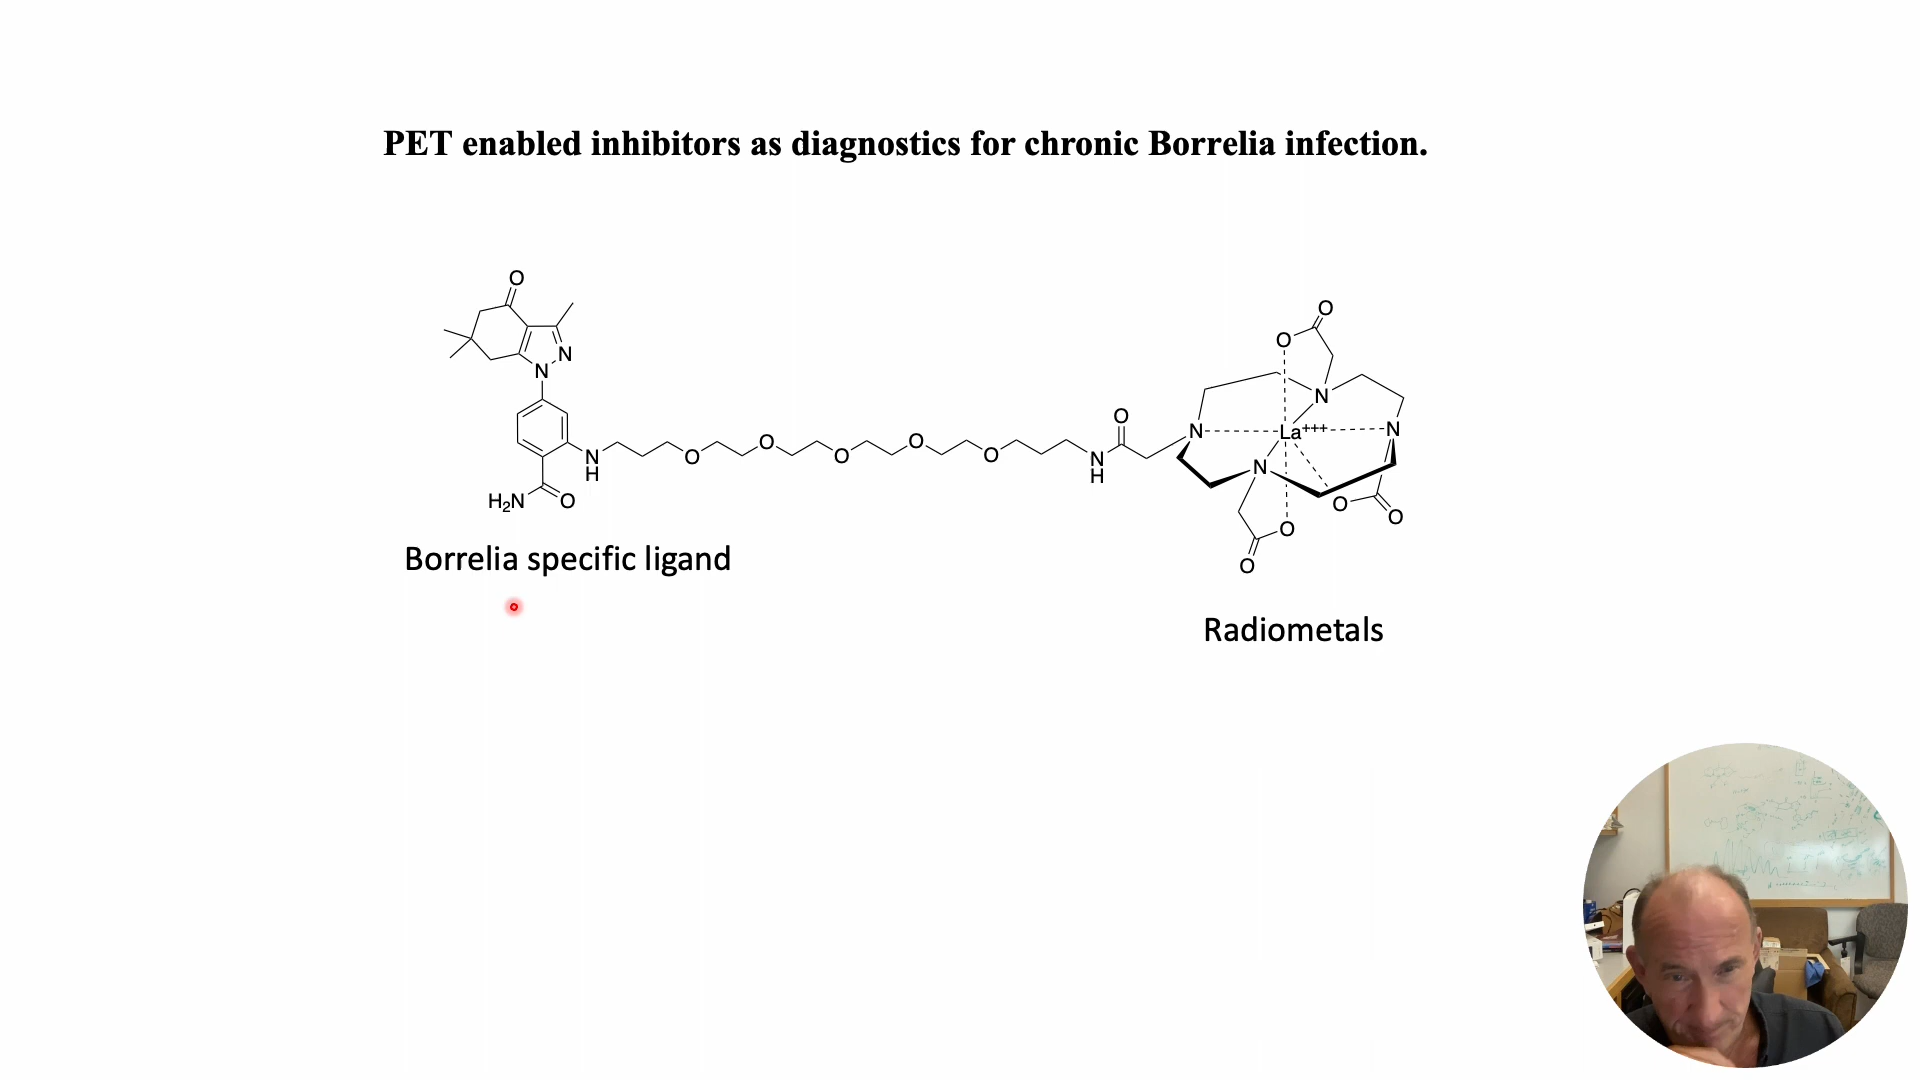 PET enabled inhibitors as diagnostics for chronic Borrelia infection.
O
N
N
N
H
H₂N
O
O
O
O
O
O
O
N
H
O
O
N
N
La⁺⁺⁺
N
N
O
O
O
O
O
Borrelia specific ligand
Radiometals